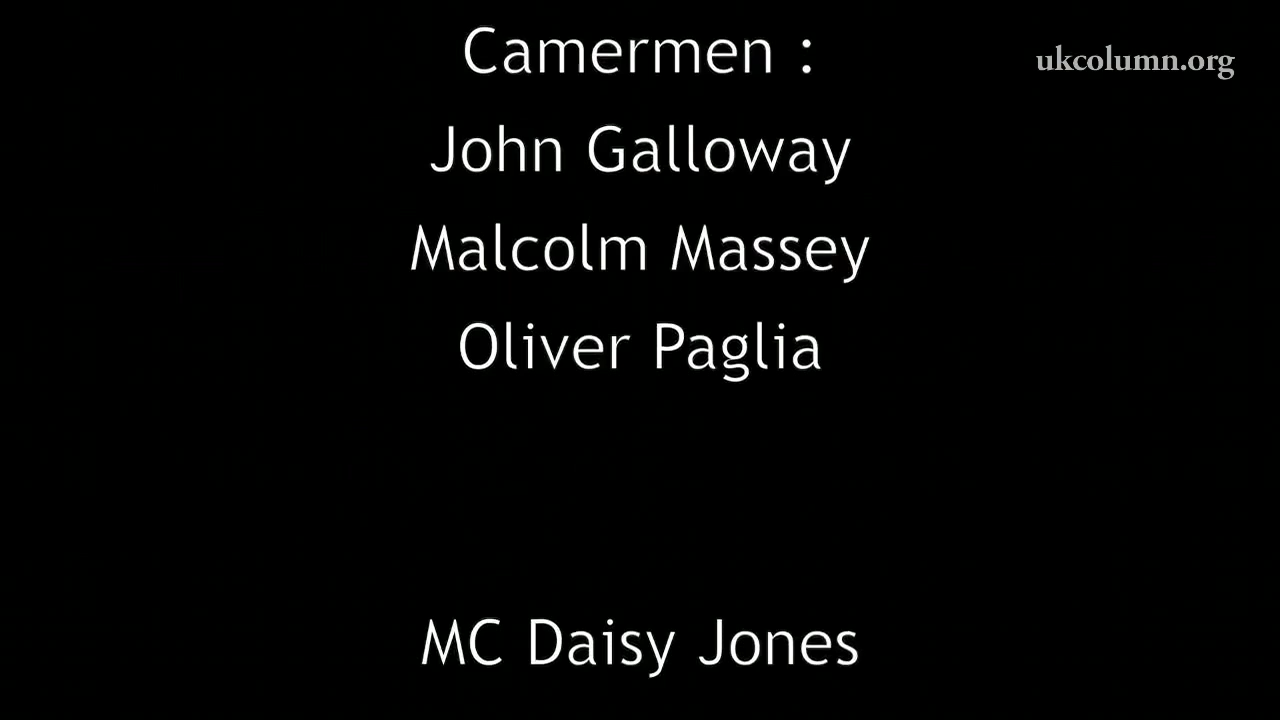 Camermen :
ukcolumn.org
John Galloway
Malcolm Massey
Oliver Paglia
MC Daisy Jones